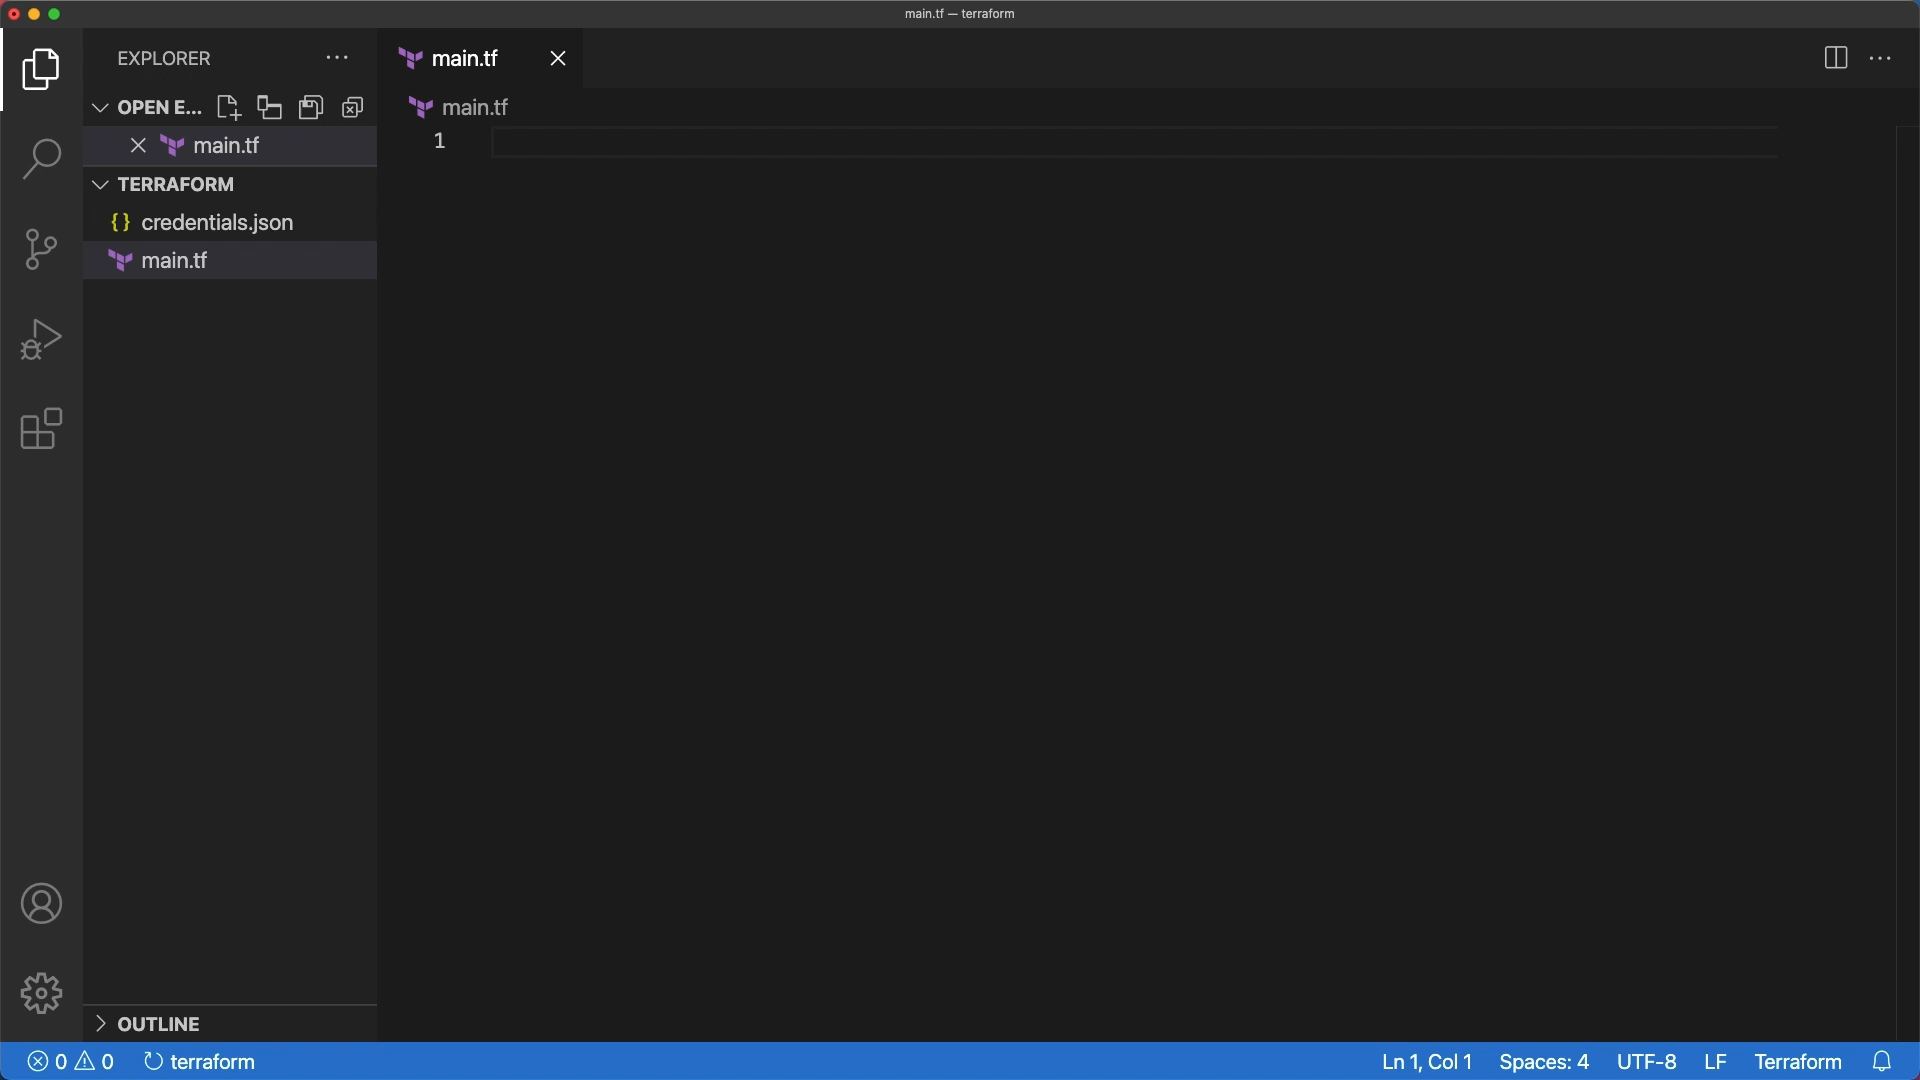 main.tf — terraform
EXPLORER
main.tf
OPEN E...
main.tf
main.tf
1
TERRAFORM
{} credentials.json
main.tf
OUTLINE
0 0 terraform
Ln 1, Col 1 Spaces: 4 UTF-8 LF Terraform